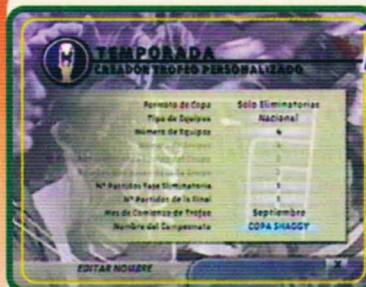 TEMPORADA
CREADOR TROFEO PERSONALIZADO
Formato de Copa Solo Eliminatorias
Tipo de Equipos Nacional
Número de Equipos 4
Nº Partidos Fase Eliminatoria 1
Nº Partidos de la Final 1
Mes de Comienzo de Trofeo Septiembre
Nombre del Campeonato COPA SHAGGY
EDITAR NOMBRE X